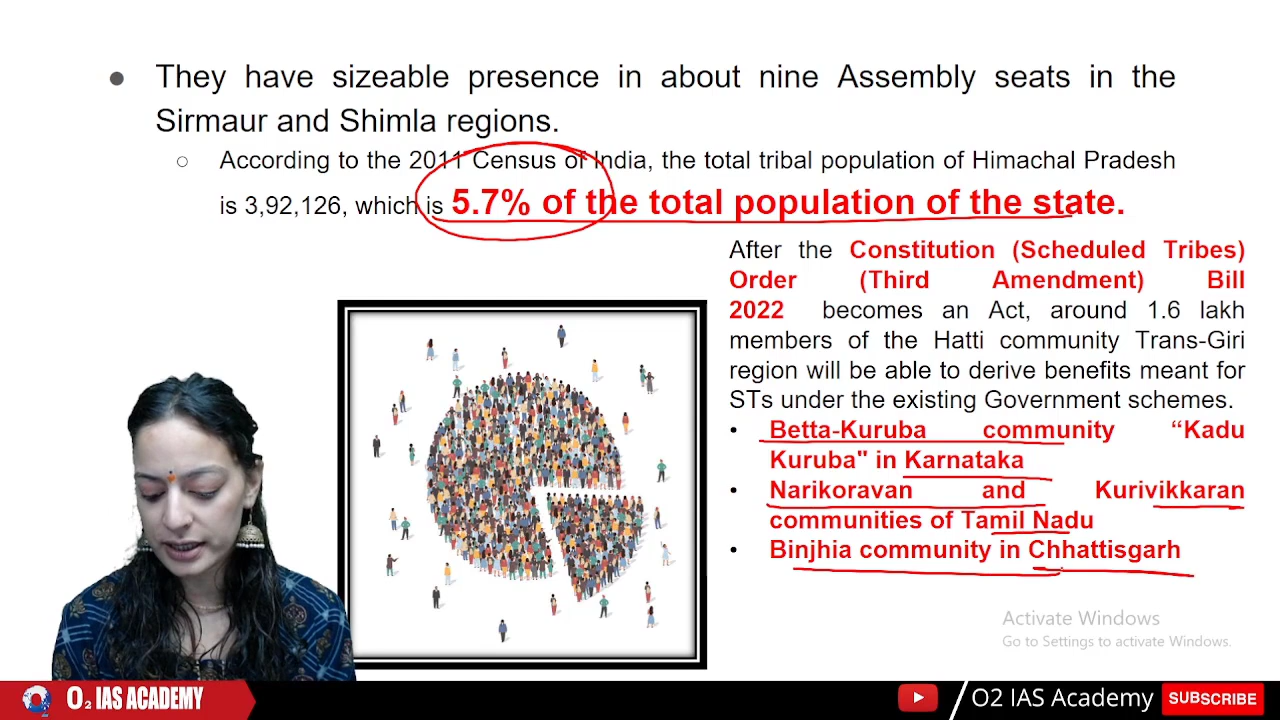 ● They have sizeable presence in about nine Assembly seats in the
Sirmaur and Shimla regions.
○ According to the 2011 Census of India, the total tribal population of Himachal Pradesh
is 3,92,126, which is 5.7% of the total population of the state.
After the Constitution (Scheduled Tribes)
Order (Third Amendment) Bill
2022 becomes an Act, around 1.6 lakh
members of the Hatti community Trans-Giri
region will be able to derive benefits meant for
STs under the existing Government schemes.
• Betta-Kuruba community “Kadu
Kuruba" in Karnataka
• Narikoravan and Kurivikkaran
communities of Tamil Nadu
• Binjhia community in Chhattisgarh
Activate Windows
Go to Settings to activate Windows.
O₂ IAS ACADEMY
O2 IAS Academy SUBSCRIBE